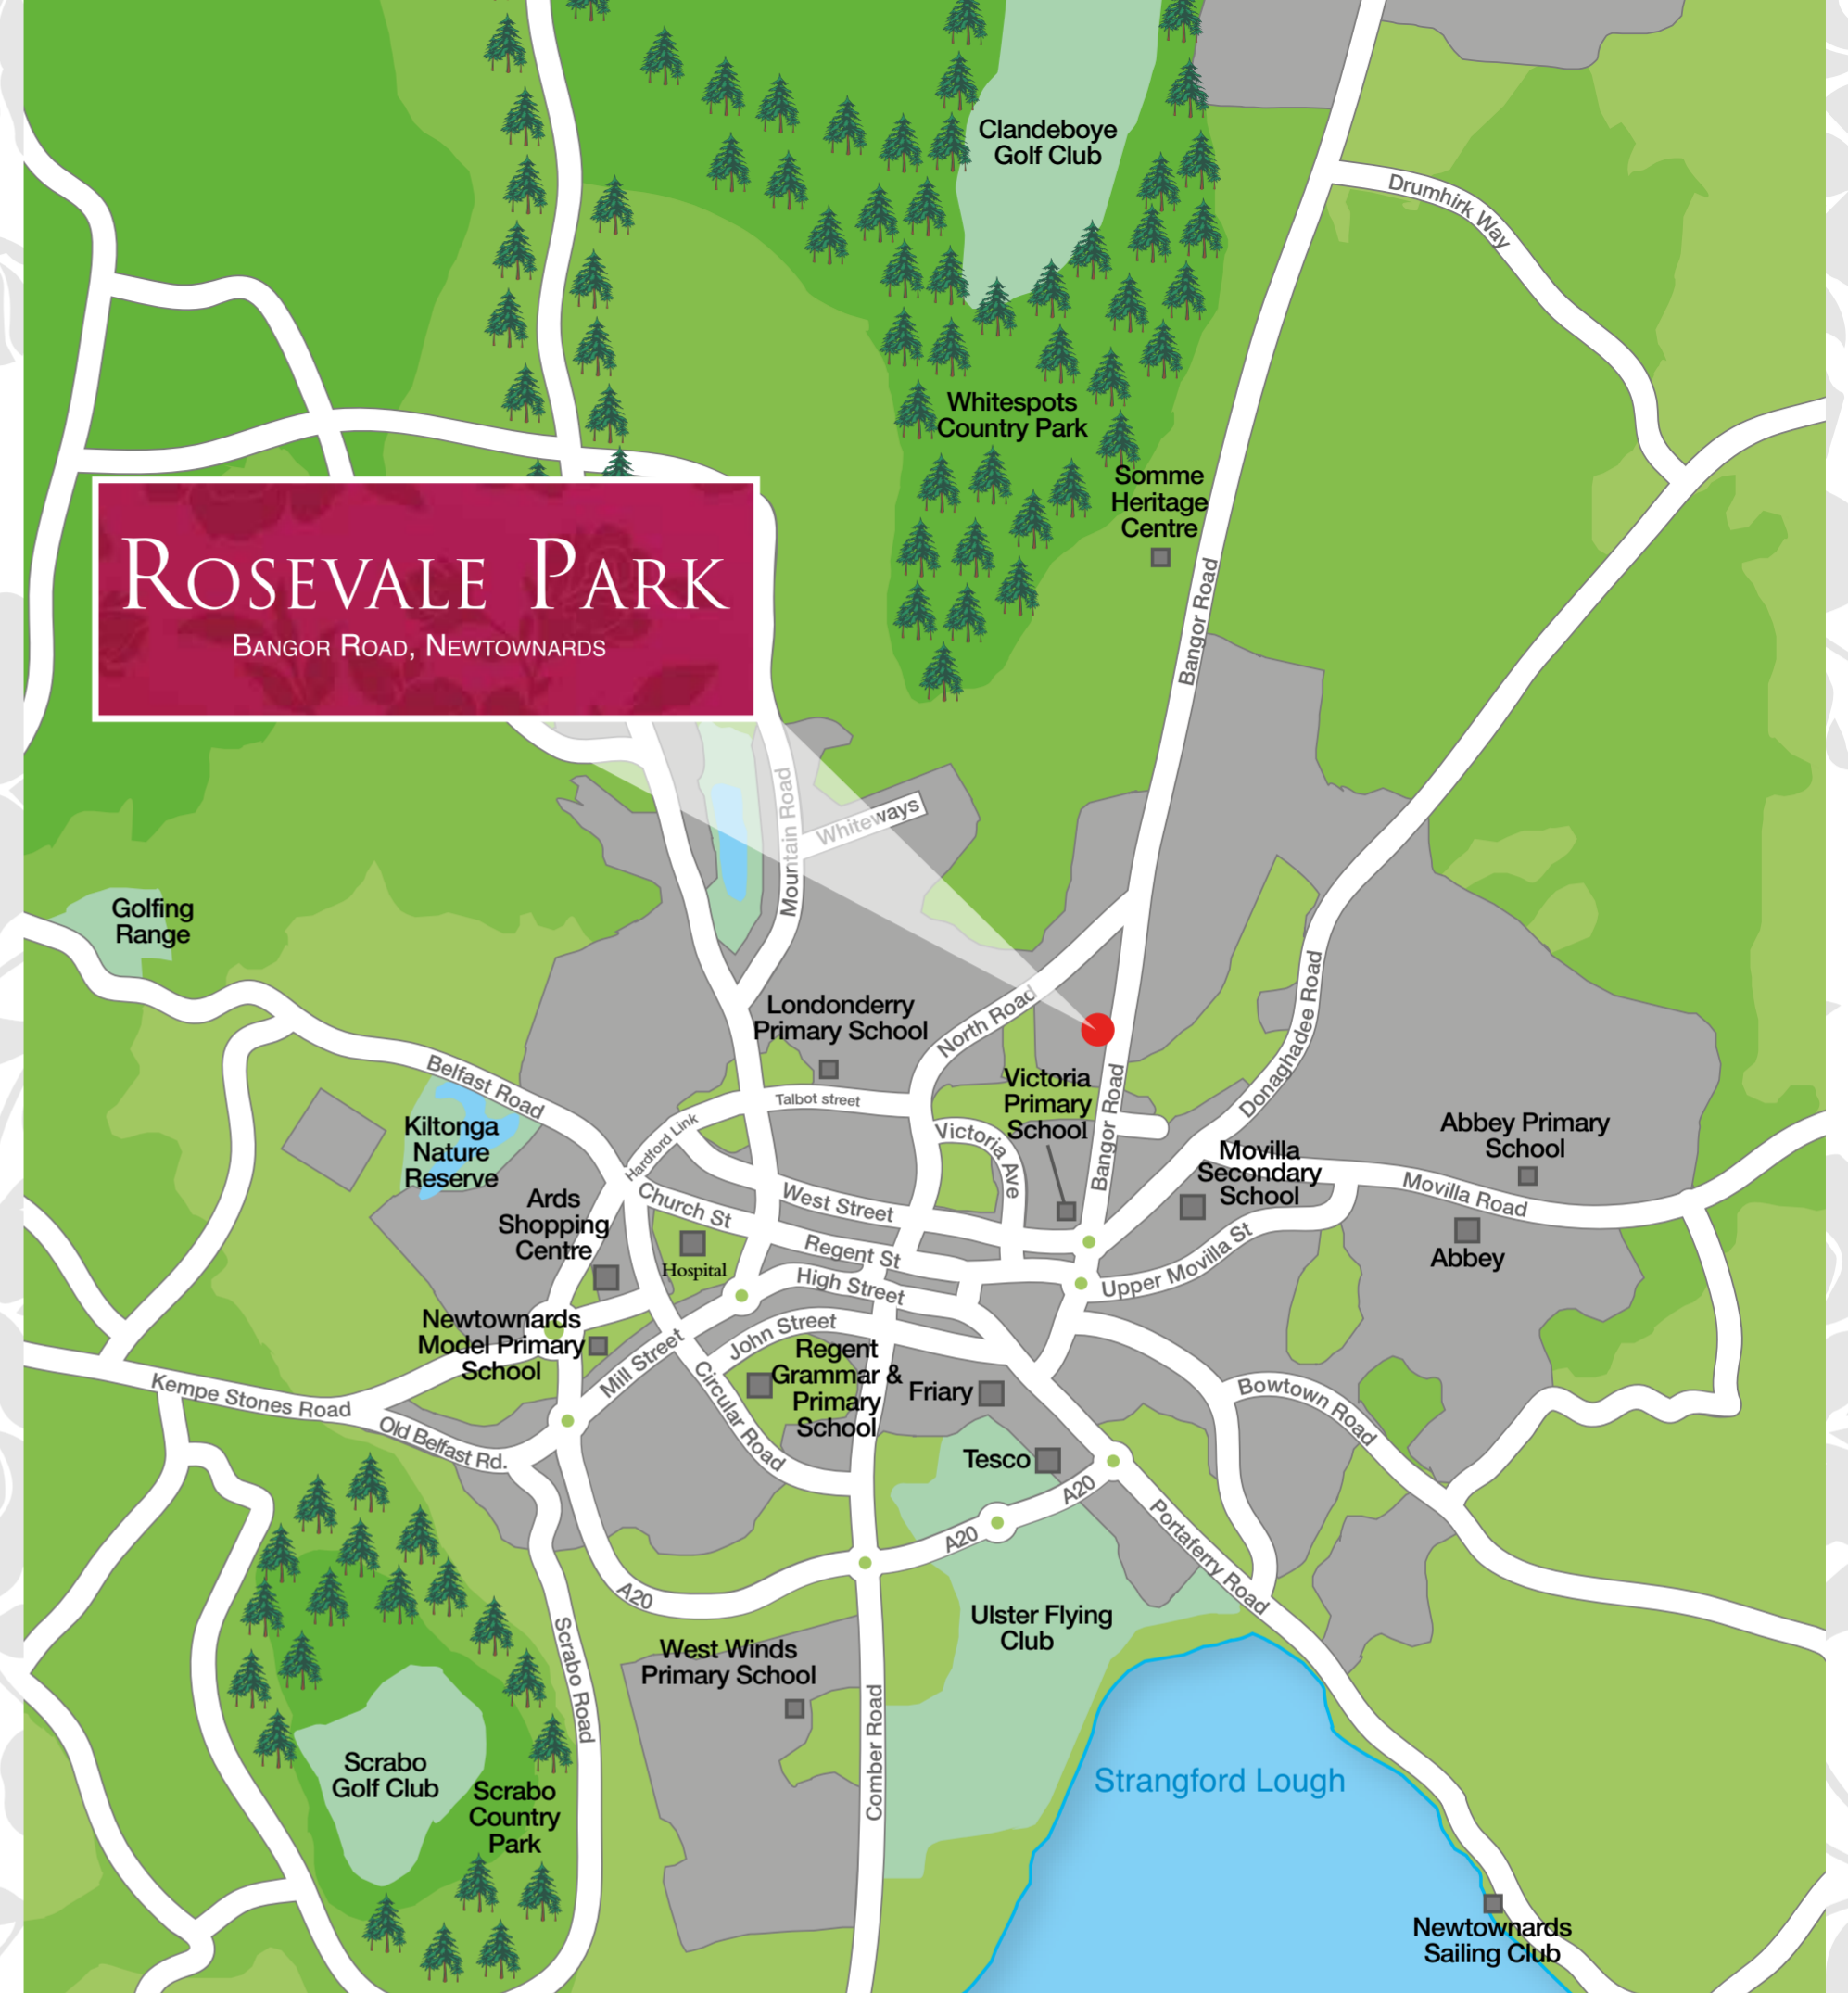 Clandeboye
Golf Club
Drumhirk Way
Whitespots
Country Park
Somme
Heritage
Centre
Bangor Road
ROSEVALE PARK
BANGOR ROAD, NEWTOWNARDS
Mountain Road
Whiteways
Golfing
Range
Londonderry
Primary School
North Road
Donaghadee Road
Belfast Road
Talbot street
Victoria
Primary
School
Bangor Road
Kiltonga
Nature
Reserve
Hardford Link
Victoria Ave
Movilla
Secondary
School
Abbey Primary
School
Movilla Road
Ards
Shopping
Centre
Church St
West Street
Hospital
Regent St
Upper Movilla St
Abbey
High Street
Newtownards
Model Primary
School
Mill Street
John Street
Regent
Grammar &
Primary
School
Friary
Kempe Stones Road
Old Belfast Rd.
Circular Road
Bowtown Road
Tesco
A20
A20
Portaferry Road
A20
Ulster Flying
Club
Scrabo Road
West Winds
Primary School
Comber Road
Scrabo
Golf Club
Scrabo
Country
Park
Strangford Lough
Newtownards
Sailing Club